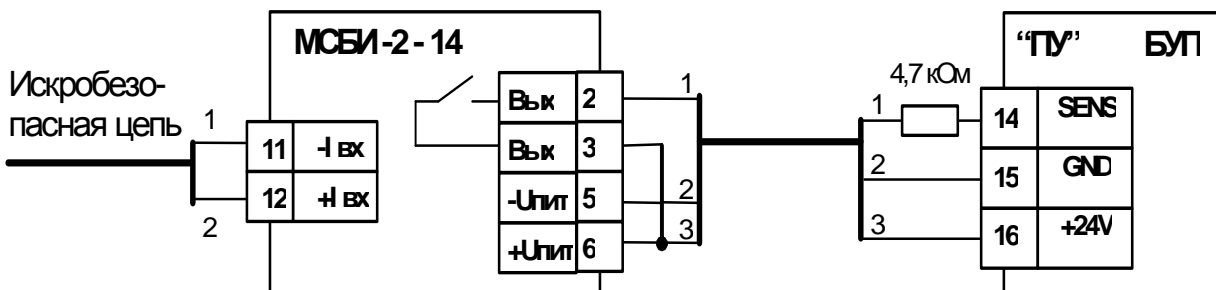 МСБИ-2-14
“ПУ” БУП
Искробезо-
пасная цепь
1
2
11 -I вх
12 +I вх
Вых 2
Вых 3
-Uпит 5
+Uпит 6
1
2
3
4,7 кОм
1
2
3
14 SENS
15 GND
16 +24V